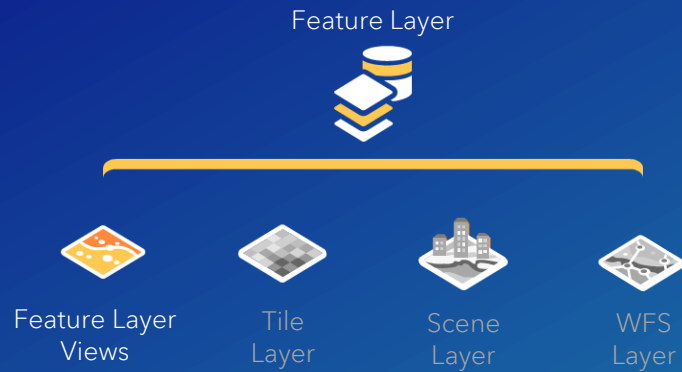 Feature Layer
Feature Layer
Views
Tile
Layer
Scene
Layer
WFS
Layer